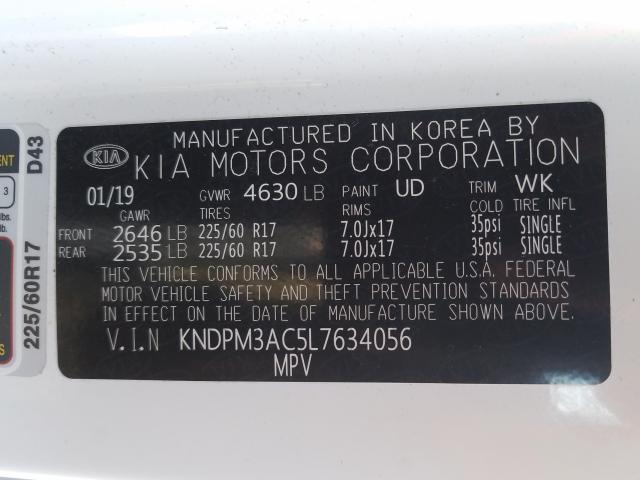 MANUFACTURED IN KOREA BY
KIA KIA MOTORS CORPORATION
01/19 GVWR 4630 LB PAINT UD TRIM WK
GAWR TIRES RIMS COLD TIRE INFL
FRONT 2646 LB 225/60 R17 7.0Jx17 35psi SINGLE
REAR 2535 LB 225/60 R17 7.0Jx17 35psi SINGLE
THIS VEHICLE CONFORMS TO ALL APPLICABLE U.S.A. FEDERAL
MOTOR VEHICLE SAFETY AND THEFT PREVENTION STANDARDS
IN EFFECT ON THE DATE OF MANUFACTURE SHOWN ABOVE.
V.I.N KNDPM3AC5L7634056
MPV
D43
225/60R17
3
lbs.
lb.